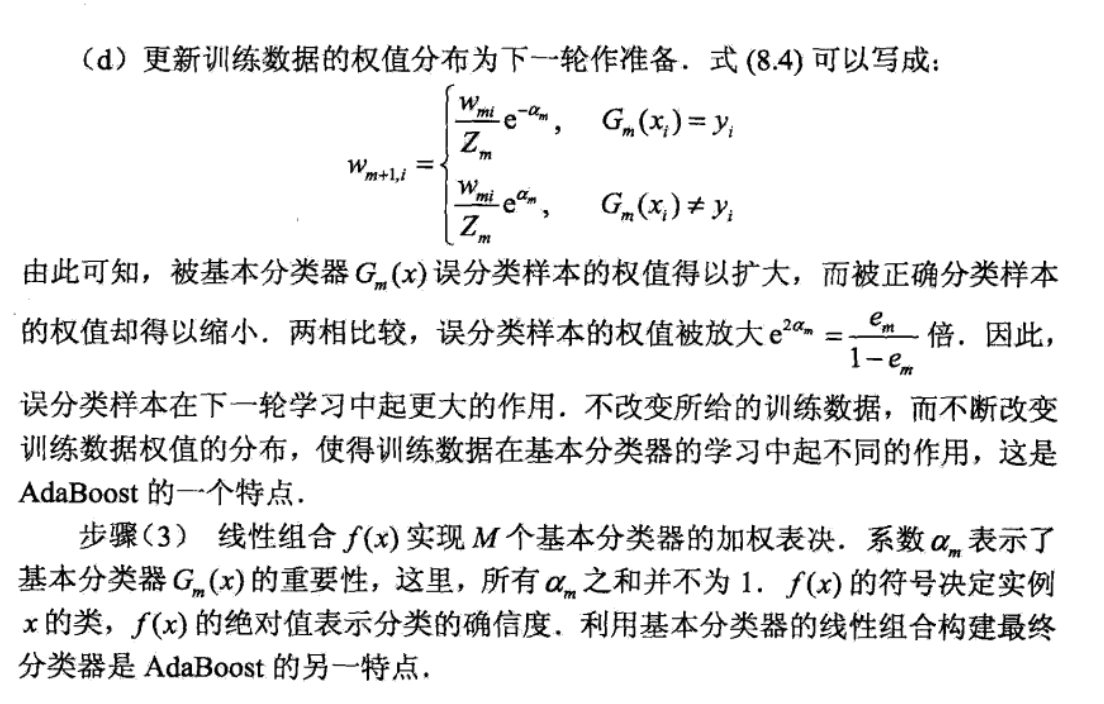 （d）更新训练数据的权值分布为下一轮作准备．式 (8.4) 可以写成：
$$w_{m+1,i} = \begin{cases} \dfrac{w_{mi}}{Z_m} \mathrm{e}^{-\alpha_m}, & G_m(x_i) = y_i \\ \dfrac{w_{mi}}{Z_m} \mathrm{e}^{\alpha_m}, & G_m(x_i) \neq y_i \end{cases}$$
由此可知，被基本分类器 $G_m(x)$ 误分类样本的权值得以扩大，而被正确分类样本
的权值却得以缩小．两相比较，误分类样本的权值被放大 $\mathrm{e}^{2\alpha_m} = \dfrac{e_m}{1-e_m}$ 倍．因此，
误分类样本在下一轮学习中起更大的作用．不改变所给的训练数据，而不断改变
训练数据权值的分布，使得训练数据在基本分类器的学习中起不同的作用，这是
AdaBoost 的一个特点．
步骤（3） 线性组合 $f(x)$ 实现 $M$ 个基本分类器的加权表决．系数 $\alpha_m$ 表示了
基本分类器 $G_m(x)$ 的重要性，这里，所有 $\alpha_m$ 之和并不为 1．$f(x)$ 的符号决定实例
$x$ 的类，$f(x)$ 的绝对值表示分类的确信度．利用基本分类器的线性组合构建最终
分类器是 AdaBoost 的另一特点．